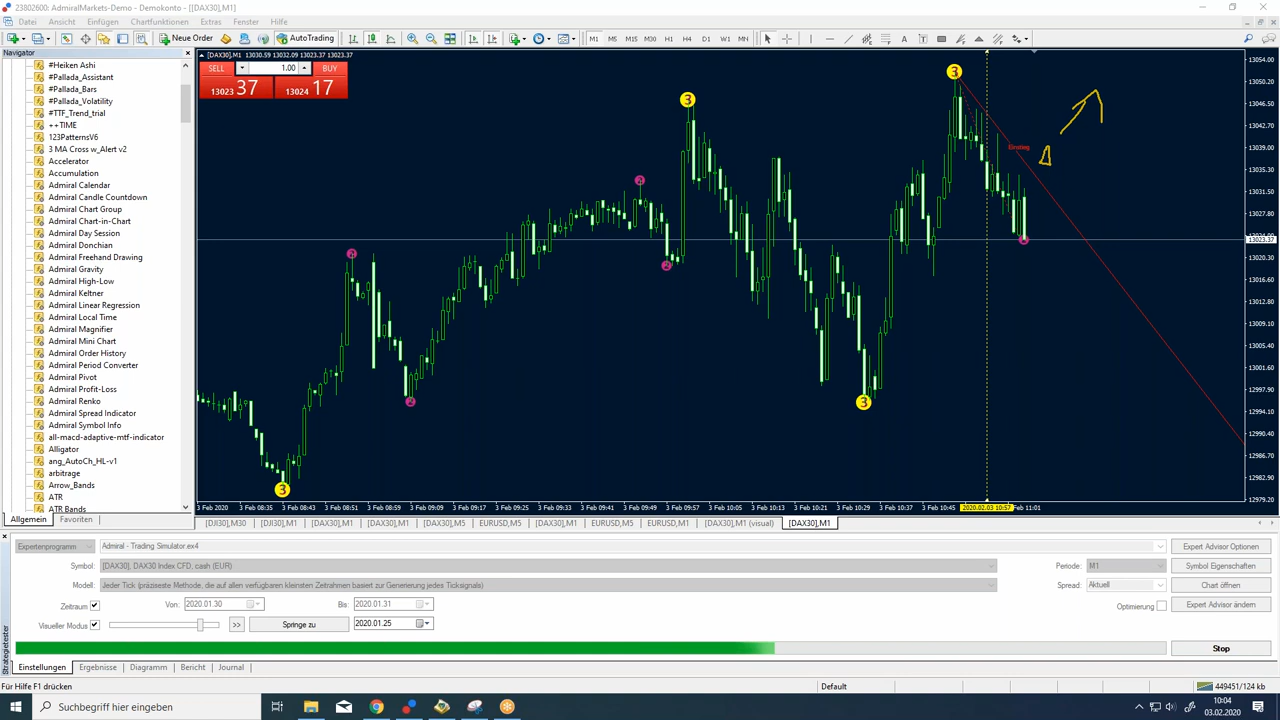 23802600: AdmiralMarkets-Demo - Demokonto - [[DAX30],M1]
Datei Ansicht Einfügen Chartfunktionen Extras Fenster Hilfe
Neue Order AutoTrading M1 M5 M15 M30 H1 H4 D1 W1 MN
Navigator
#Heiken Ashi
#Pallada_Assistant
#Pallada_Bars
#Pallada_Volatility
#TTF_Trend_trial
++TIME
123PatternsV6
3 MA Cross w_Alert v2
Accelerator
Accumulation
Admiral Calendar
Admiral Candle Countdown
Admiral Chart Group
Admiral Chart-in-Chart
Admiral Day Session
Admiral Donchian
Admiral Freehand Drawing
Admiral Gravity
Admiral High-Low
Admiral Keltner
Admiral Linear Regression
Admiral Local Time
Admiral Magnifier
Admiral Mini Chart
Admiral Order History
Admiral Period Converter
Admiral Pivot
Admiral Profit-Loss
Admiral Renko
Admiral Spread Indicator
Admiral Symbol Info
all-macd-adaptive-mtf-indicator
Alligator
ang_AutoCh_HL-v1
arbitrage
Arrow_Bands
ATR
ATR Bands
Allgemein Favoriten
[DAX30],M1 13030.59 13032.09 13023.37 13023.37
SELL 1.00 BUY
13023 37 13024 17
3
3
3
3
Einstieg
13054.00
13050.20
13046.50
13042.70
13039.00
13035.20
13031.50
13027.80
13023.37
13020.30
13016.60
13012.80
13009.10
13005.40
13001.60
12997.90
12994.10
12990.40
12986.70
12982.90
12979.20
3 Feb 2020 3 Feb 08:43 3 Feb 08:51 3 Feb 08:59 3 Feb 09:09 3 Feb 09:17 3 Feb 09:25 3 Feb 09:33 3 Feb 09:41 3 Feb 09:49 3 Feb 09:57 3 Feb 10:05 3 Feb 10:13 3 Feb 10:21 3 Feb 10:29 3 Feb 10:37 3 Feb 10:45 2020.02.03 10:57 Feb 11:01
[DJI30],M30 [DAX30],M1 [DAX30],M1 [DAX30],M1 [DAX30],M5 EURUSD,M5 [DAX30],M1 EURUSD,M5 EURUSD,M1 [DAX30],M1 (visual) [DAX30],M1
Expertenprogramm Admiral - Trading Simulator.ex4 Expert Advisor Optionen
Symbol: [DAX30], DAX30 Index CFD, cash (EUR) Periode: M1 Symbol Eigenschaften
Modell: Jeder Tick (präziseste Methode, die auf allen verfügbaren kleinsten Zeitrahmen basiert zur Generierung jedes Ticksignals) Spread: Aktuell Chart öffnen
Zeitraum Von: 2020.01.30 Bis: 2020.01.31 Optimierung Expert Advisor ändern
Visueller Modus >> Springe zu 2020.01.25
Stop
Strategietester
Einstellungen Ergebnisse Diagramm Bericht Journal
Für Hilfe F1 drücken Default 449451/124 kb
Suchbegriff hier eingeben
10:04
03.02.2020